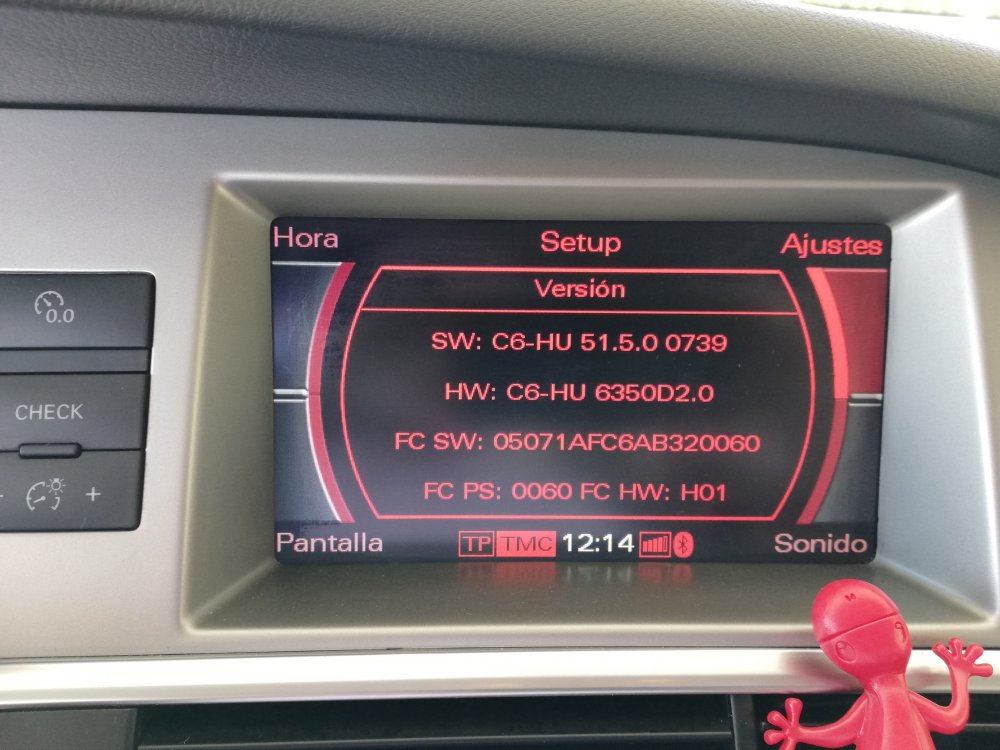 Hora Setup Ajustes
Versión
SW: C6-HU 51.5.0 0739
HW: C6-HU 6350D2.0
FC SW: 05071AFC6AB320060
FC PS: 0060 FC HW: H01
Pantalla TP TMC 12:14 Sonido
0.0
CHECK
- +